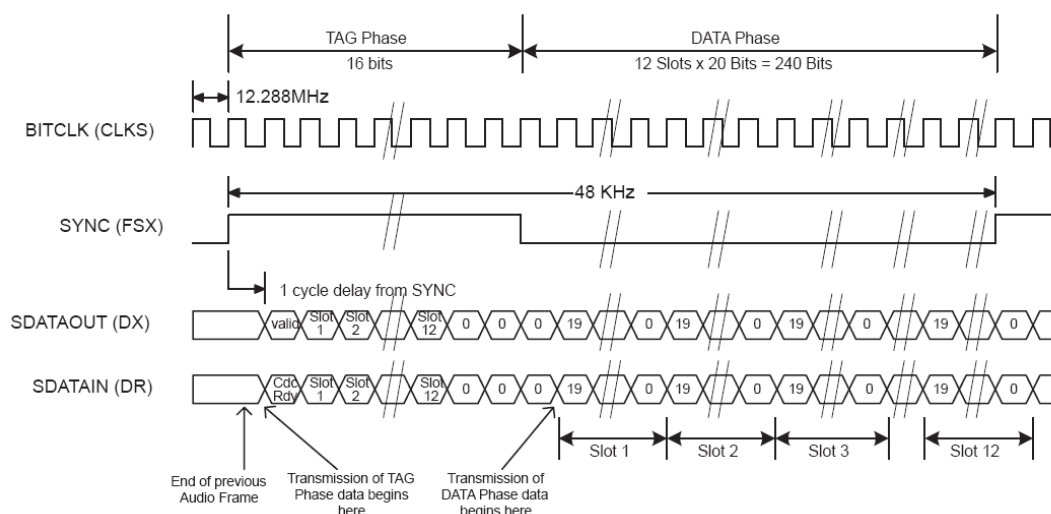 TAG Phase
DATA Phase
16 bits
12 Slots x 20 Bits = 240 Bits
12.288MHz
BITCLK (CLKS)
48 KHz
SYNC (FSX)
1 cycle delay from SYNC
SDATAOUT (DX)
valid
Slot
1
Slot
2
Slot
12
0
0
0
19
0
19
0
19
0
19
0
SDATAIN (DR)
Cdc
Rdy
Slot
1
Slot
2
Slot
12
0
0
0
19
0
19
0
19
0
19
0
Slot 1
Slot 2
Slot 3
Slot 12
End of previous
Audio Frame
Transmission of TAG
Phase data begins
here
Transmission of
DATA Phase data
begins here